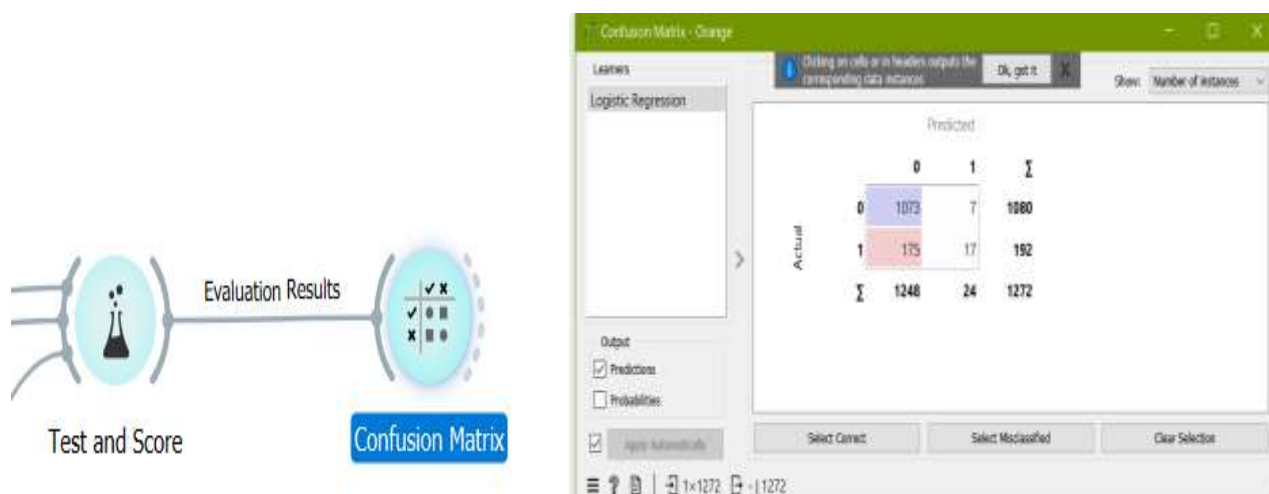 Evaluation Results
Test and Score
Confusion Matrix
Confusion Matrix - Orange
Learners
Logistic Regression
Clicking on cells or in headers outputs the
corresponding data instances
Ok, got it
X
Show: Number of instances
Predicted
0 1 ∑
0 1073 7 1080
Actual
1 175 17 192
∑ 1248 24 1272
Output
Predictions
Probabilities
Apply Automatically
Select Correct
Select Misclassified
Clear Selection
1×1272
- | 1272